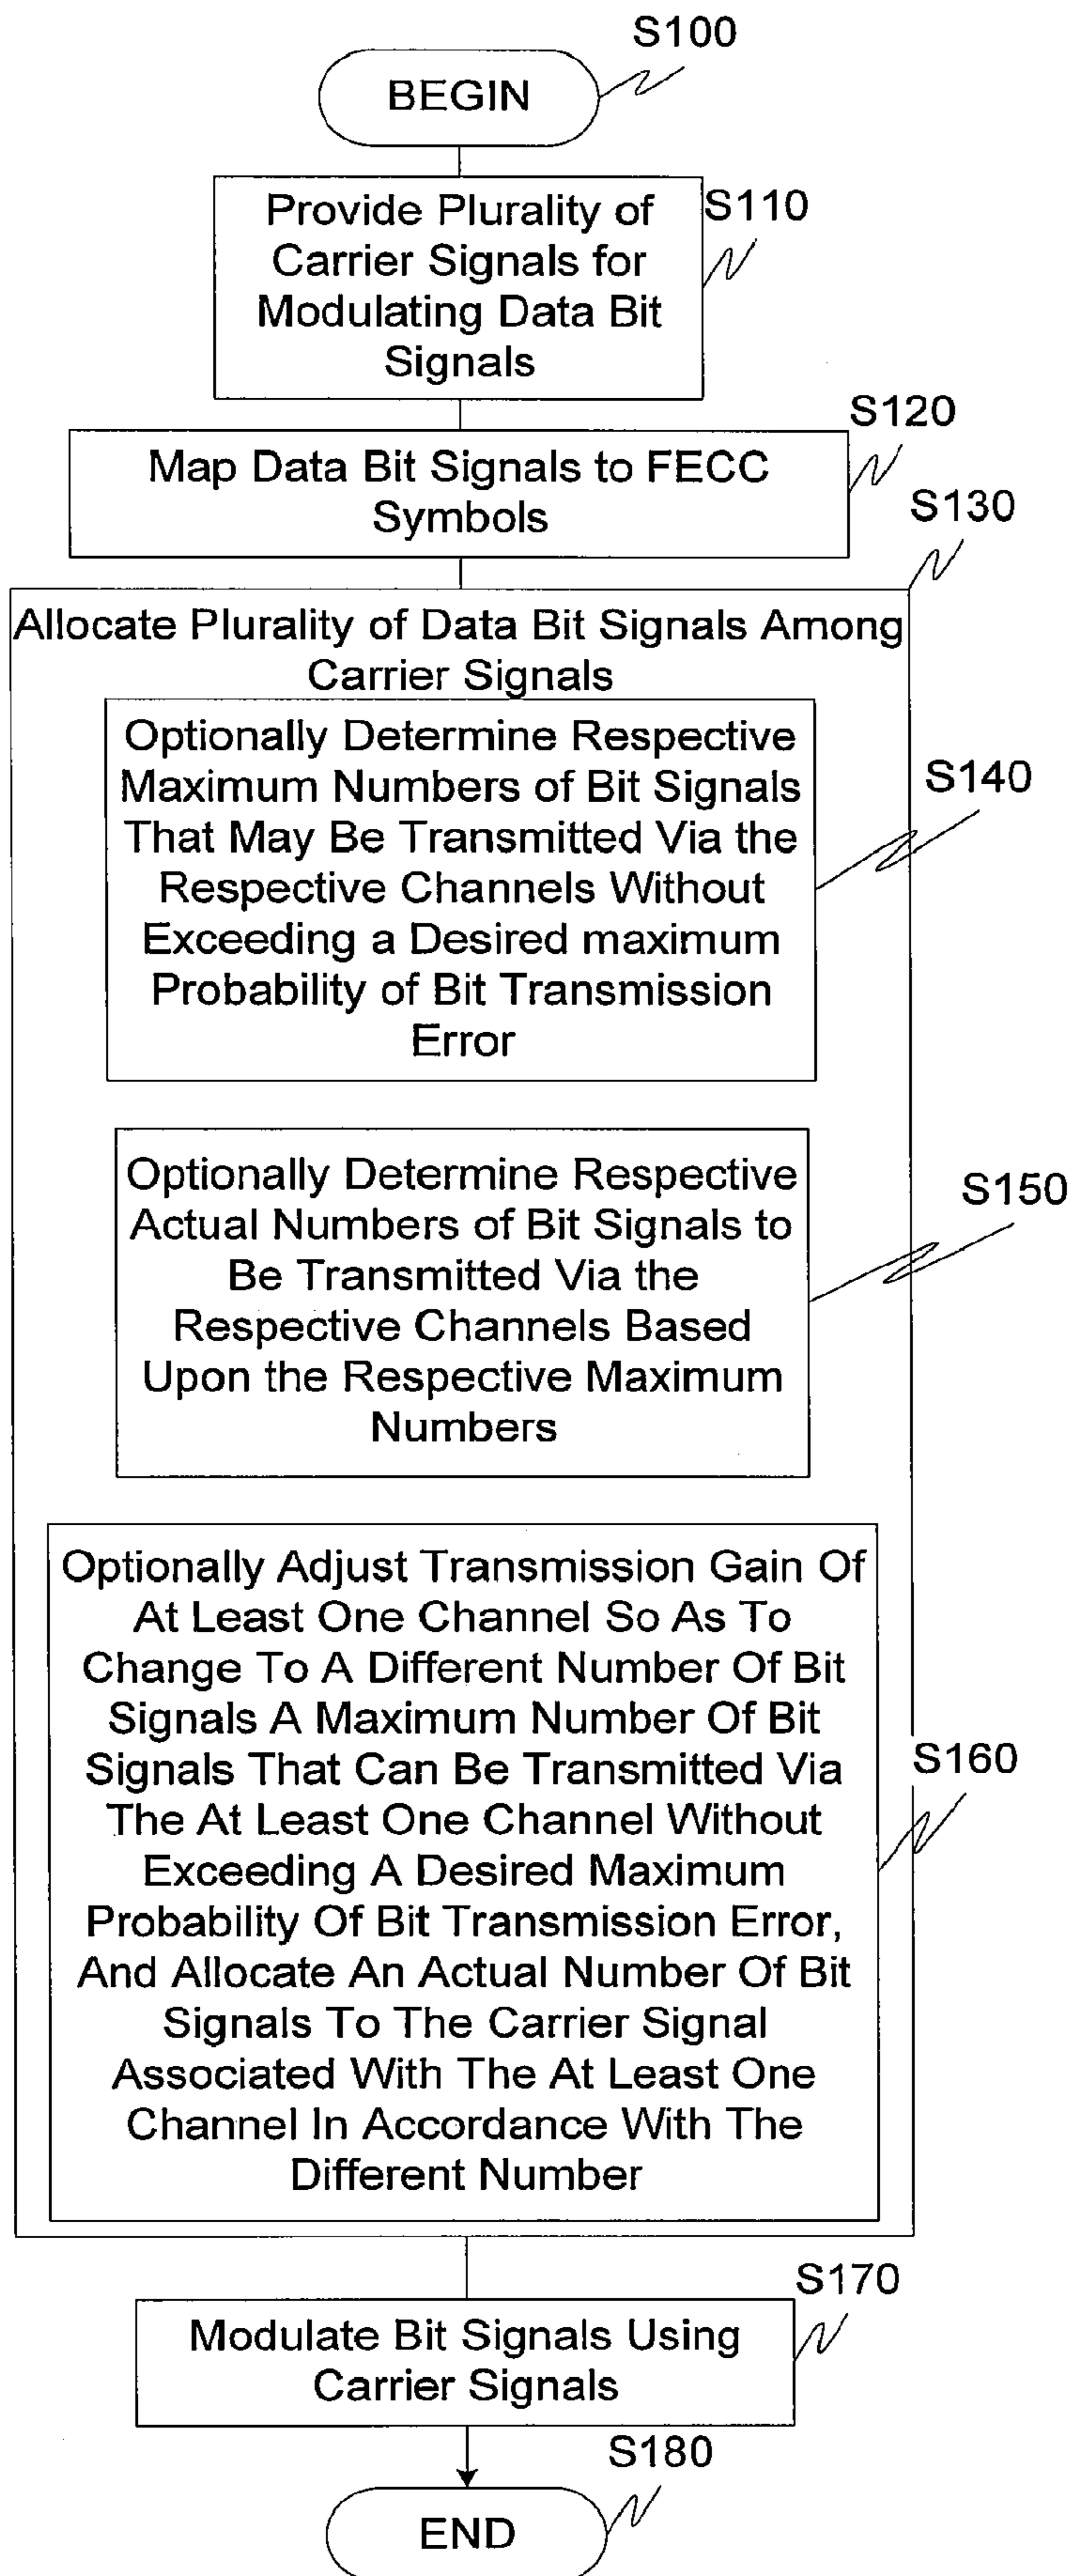 S100
BEGIN
S110
Provide Plurality of
Carrier Signals for
Modulating Data Bit
Signals
S120
Map Data Bit Signals to FECC
Symbols
S130
Allocate Plurality of Data Bit Signals Among
Carrier Signals
Optionally Determine Respective
Maximum Numbers of Bit Signals
That May Be Transmitted Via the
Respective Channels Without
Exceeding a Desired maximum
Probability of Bit Transmission
Error
S140
Optionally Determine Respective
Actual Numbers of Bit Signals to
Be Transmitted Via the
Respective Channels Based
Upon the Respective Maximum
Numbers
S150
Optionally Adjust Transmission Gain Of
At Least One Channel So As To
Change To A Different Number Of Bit
Signals A Maximum Number Of Bit
Signals That Can Be Transmitted Via
The At Least One Channel Without
Exceeding A Desired Maximum
Probability Of Bit Transmission Error,
And Allocate An Actual Number Of Bit
Signals To The Carrier Signal
Associated With The At Least One
Channel In Accordance With The
Different Number
S160
S170
Modulate Bit Signals Using
Carrier Signals
S180
END